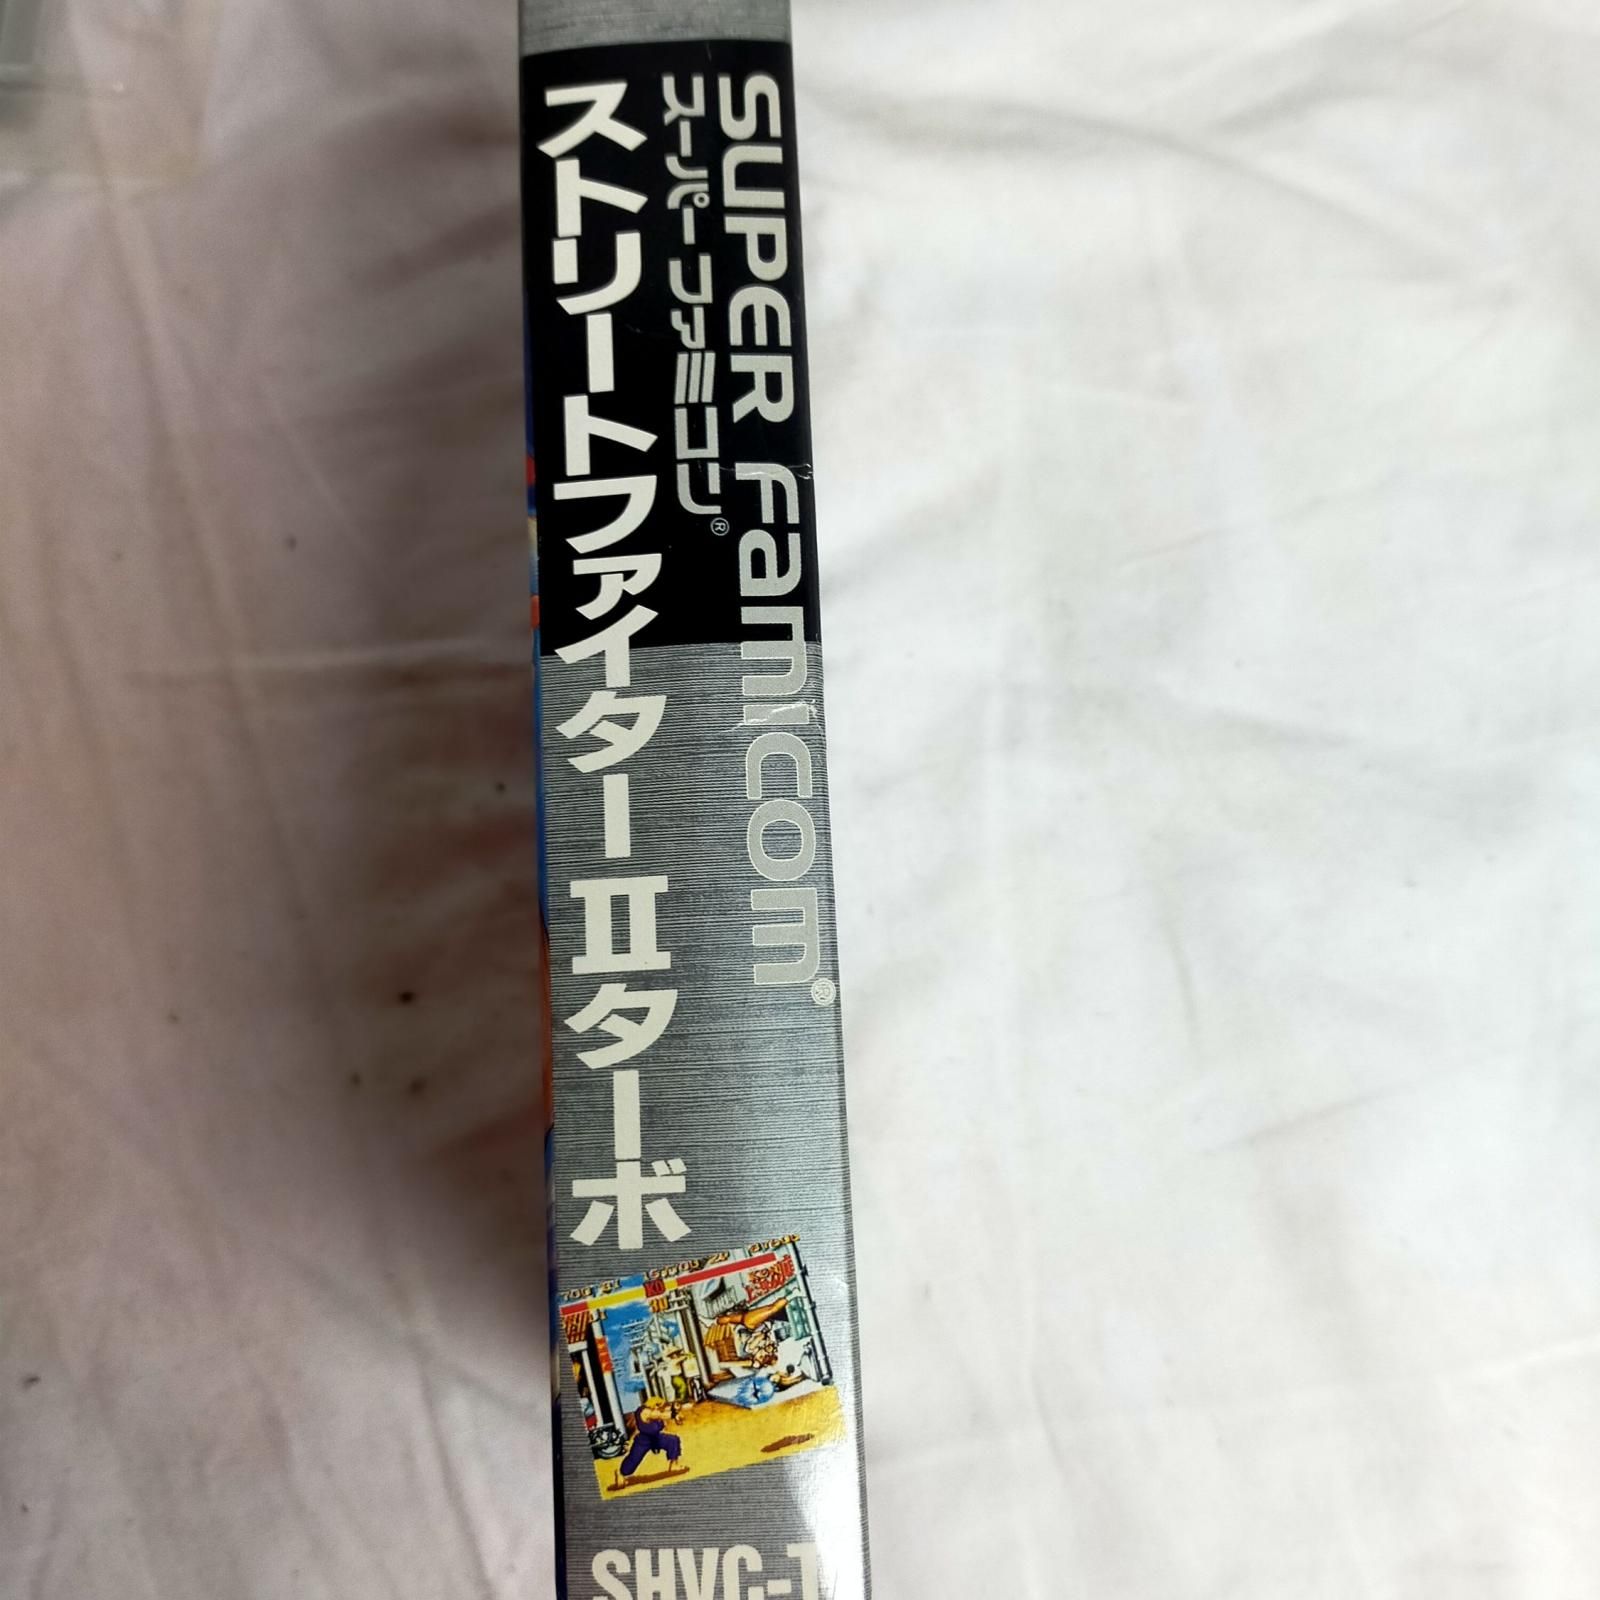 SUPER Famicom®
スーパーファミコン®
ストリートファイターⅡターボ
KO
SHVC-T